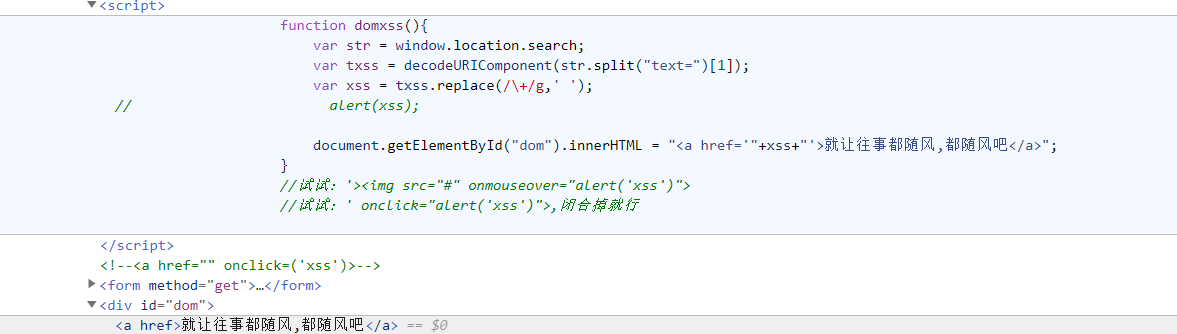 ▼<script>
function domxss(){
var str = window.location.search;
var txss = decodeURIComponent(str.split("text=")[1]);
var xss = txss.replace(/\+/g,' ');
// alert(xss);
document.getElementById("dom").innerHTML = "<a href='"+xss+"'>就让往事都随风,都随风吧</a>";
}
//试试：'><img src="#" onmouseover="alert('xss')">
//试试：' onclick="alert('xss')">,闭合掉就行
</script>
<!--<a href="" onclick=('xss')>-->
▶<form method="get">…</form>
▼<div id="dom">
<a href>就让往事都随风,都随风吧</a> == $0